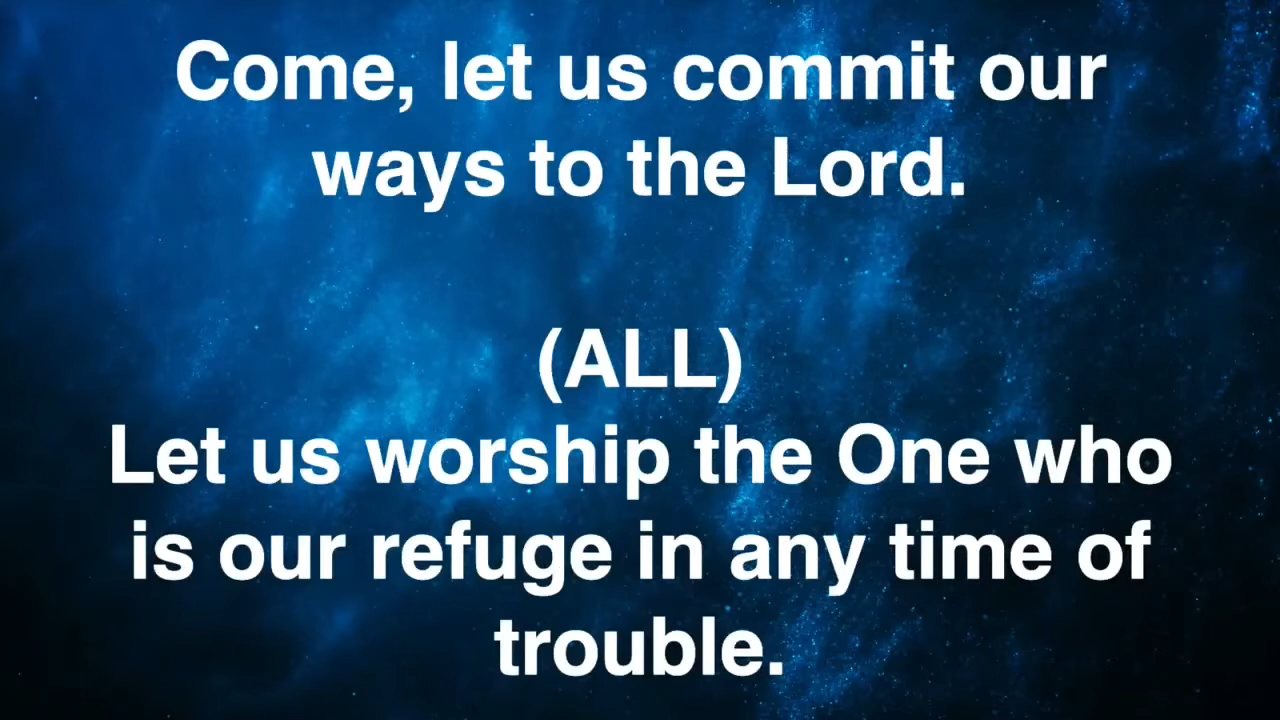 Come, let us commit our
ways to the Lord.
(ALL)
Let us worship the One who
is our refuge in any time of
trouble.